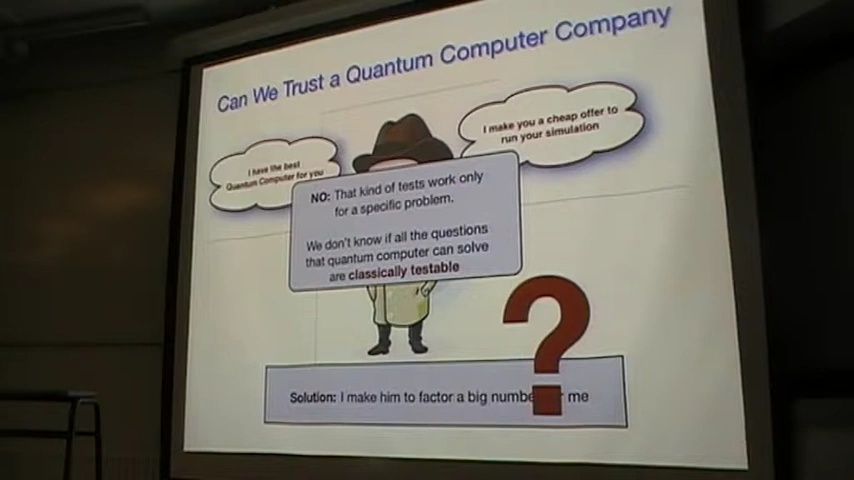 Can We Trust a Quantum Computer Company
I have the best
Quantum Computer for you
I make you a cheap offer to
run your simulation
NO: That kind of tests work only
for a specific problem.
We don't know if all the questions
that quantum computer can solve
are classically testable
?
Solution: I make him to factor a big me